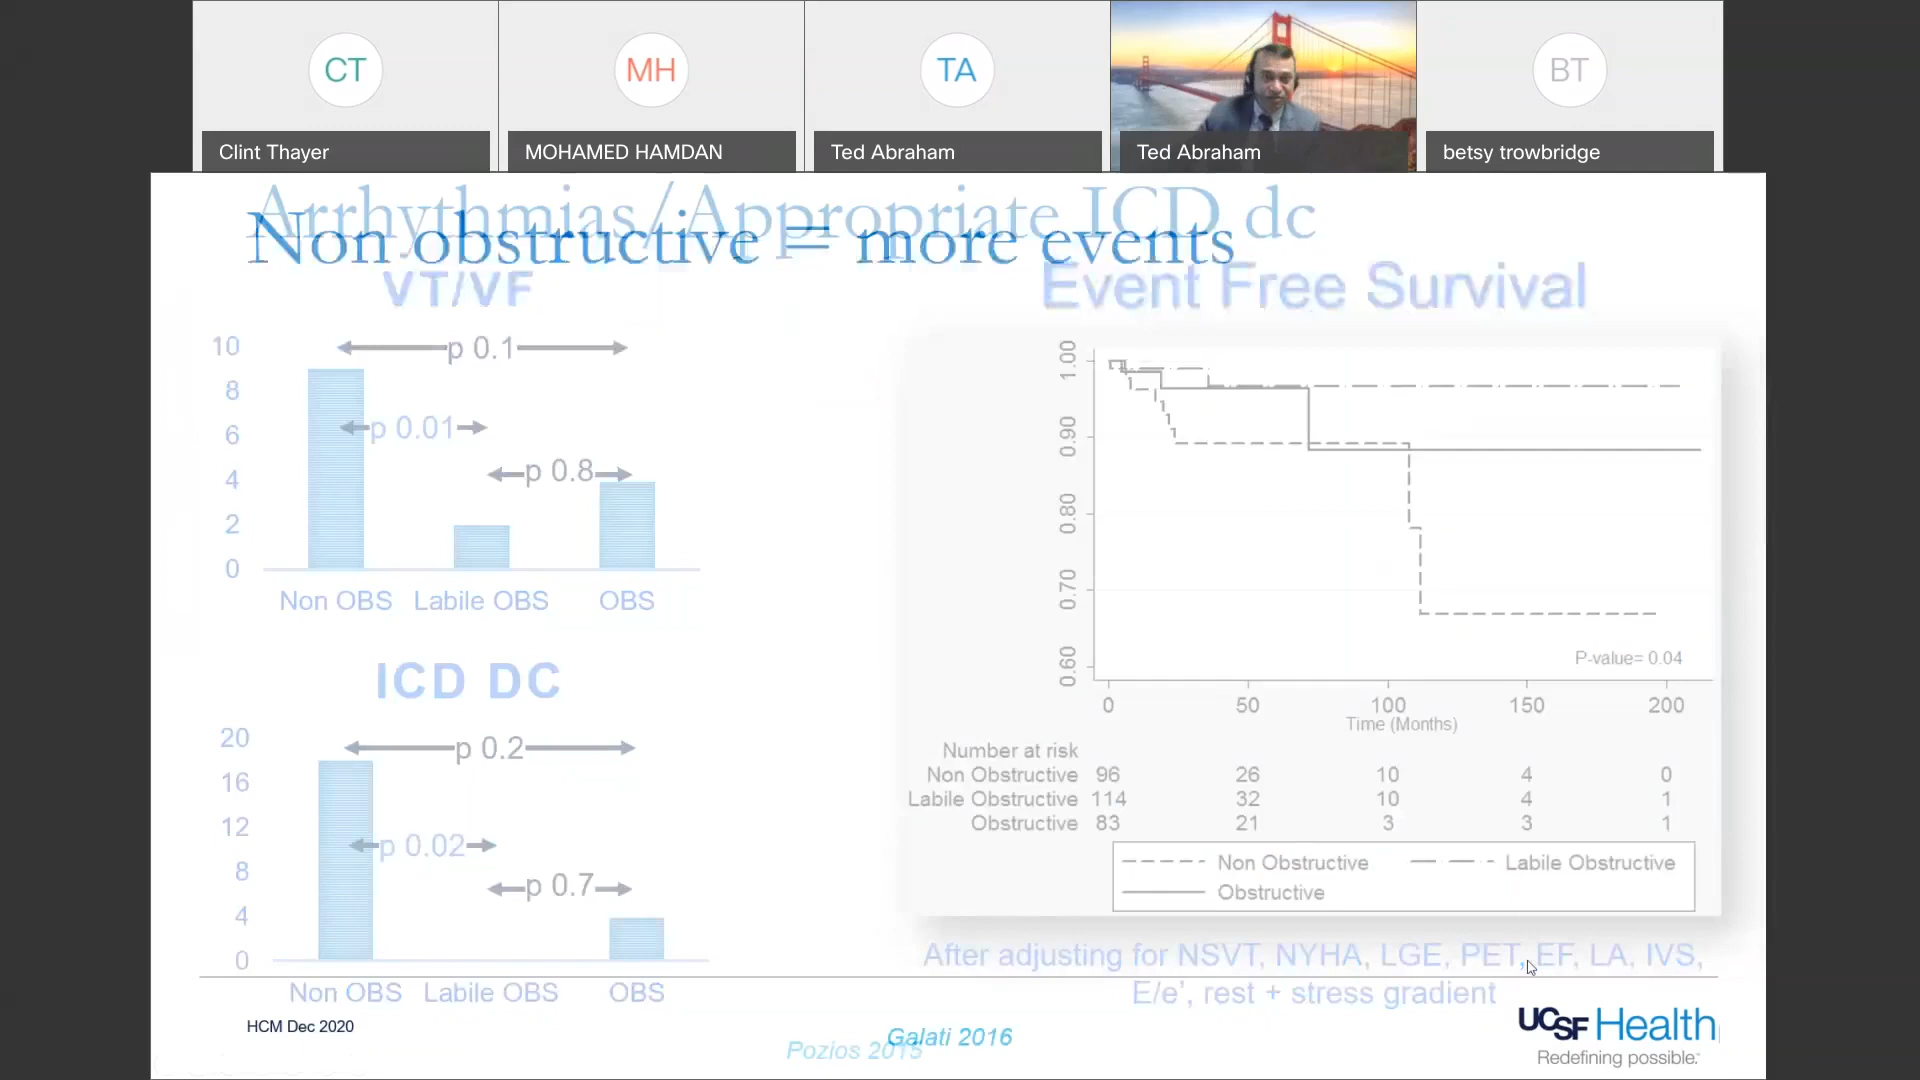 CT
MH
TA
BT
Clint Thayer
MOHAMED HAMDAN
Ted Abraham
Ted Abraham
betsy trowbridge
Arrhythmias/Appropriate ICD dc
Non obstructive = more events
VT/VF
10
8
6
4
2
0
p 0.1
p 0.01
p 0.8
Non OBS Labile OBS OBS
ICD DC
20
16
12
8
4
0
p 0.2
p 0.02
p 0.7
Non OBS Labile OBS OBS
Event Free Survival
1.00
0.90
0.80
0.70
0.60
P-value= 0.04
0 50 100 150 200
Time (Months)
Number at risk
Non Obstructive 96 26 10 4 0
Labile Obstructive 114 32 10 4 1
Obstructive 83 21 3 3 1
Non Obstructive Labile Obstructive
Obstructive
After adjusting for NSVT, NYHA, LGE, PET, EF, LA, IVS,
E/e’, rest + stress gradient
HCM Dec 2020
Galati 2016
Pozios 2015
UCSF Health
Redefining possible.™